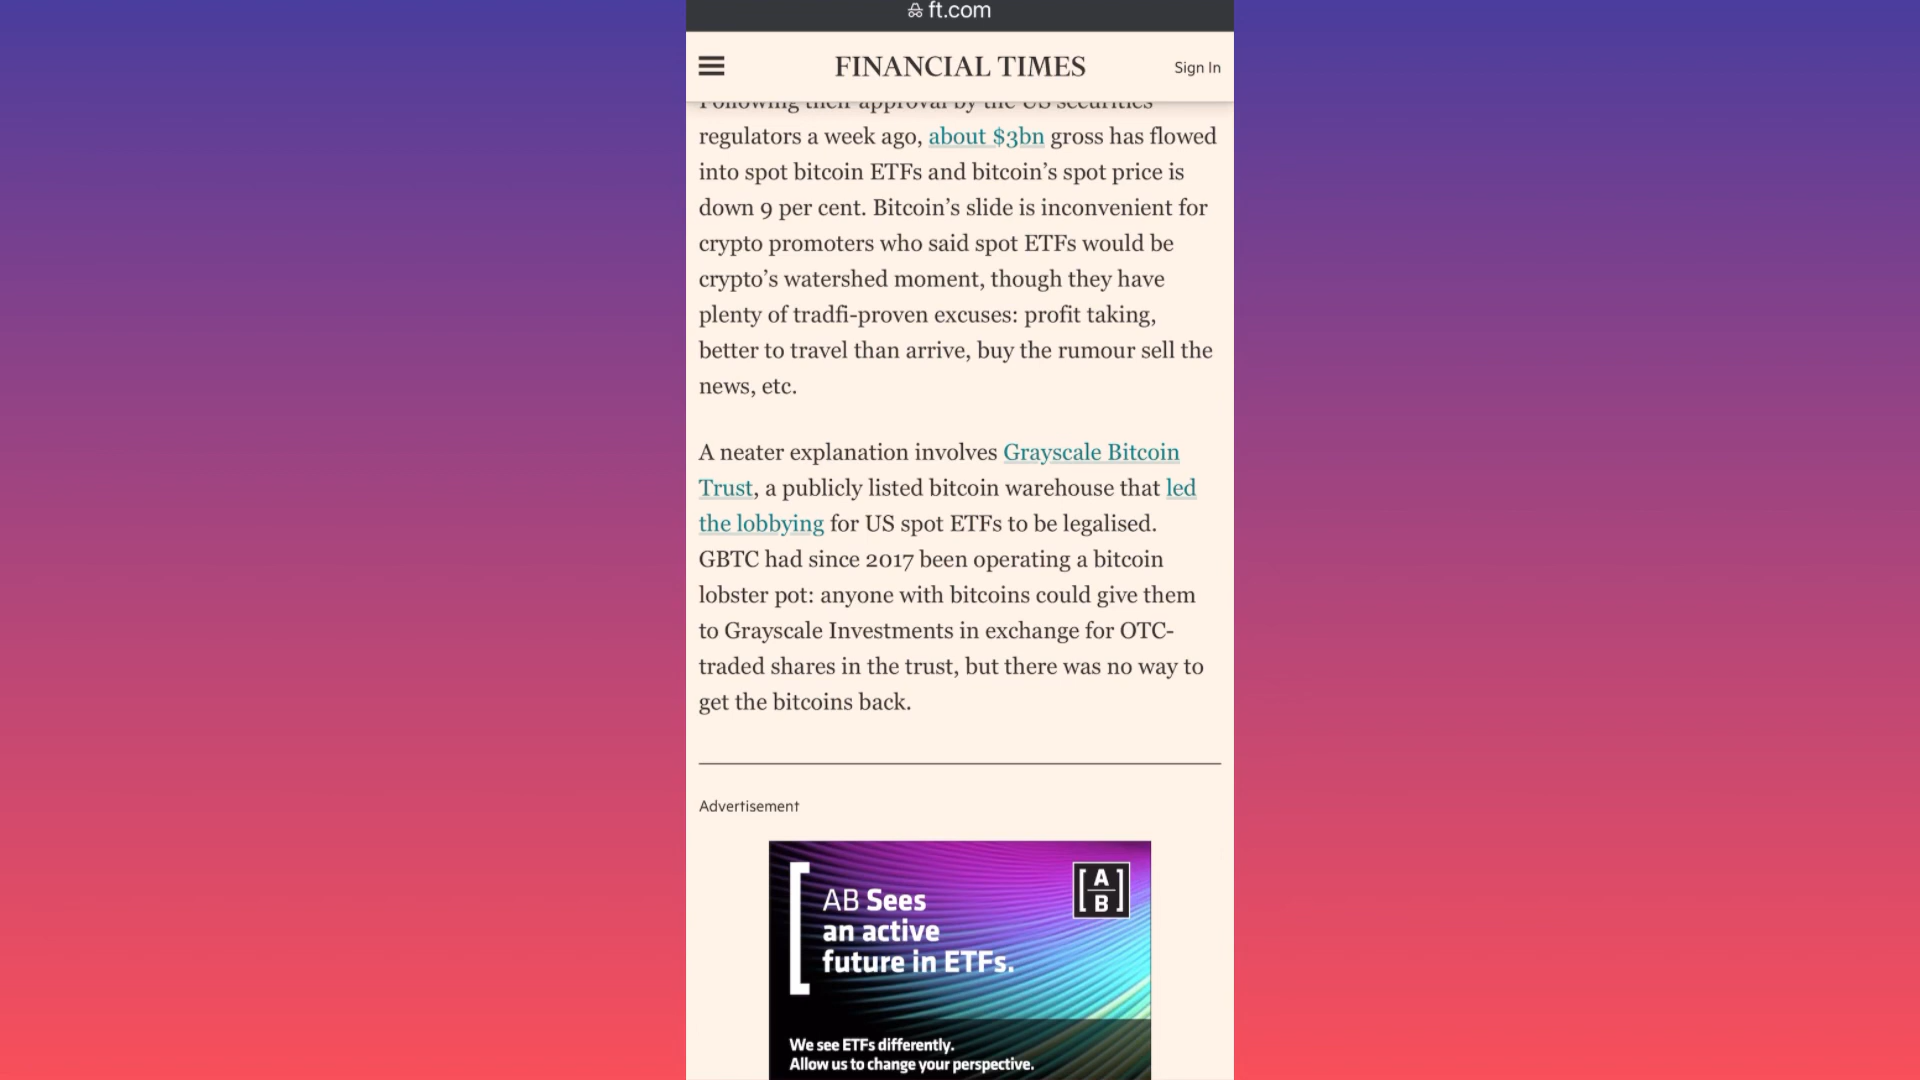 ft.com
FINANCIAL TIMES
Sign In
Following their approval by the US securities
regulators a week ago, about $3bn gross has flowed
into spot bitcoin ETFs and bitcoin’s spot price is
down 9 per cent. Bitcoin’s slide is inconvenient for
crypto promoters who said spot ETFs would be
crypto’s watershed moment, though they have
plenty of tradfi-proven excuses: profit taking,
better to travel than arrive, buy the rumour sell the
news, etc.
A neater explanation involves Grayscale Bitcoin
Trust, a publicly listed bitcoin warehouse that led
the lobbying for US spot ETFs to be legalised.
GBTC had since 2017 been operating a bitcoin
lobster pot: anyone with bitcoins could give them
to Grayscale Investments in exchange for OTC-
traded shares in the trust, but there was no way to
get the bitcoins back.
Advertisement
AB Sees
an active
future in ETFs.
[A
B]
We see ETFs differently.
Allow us to change your perspective.